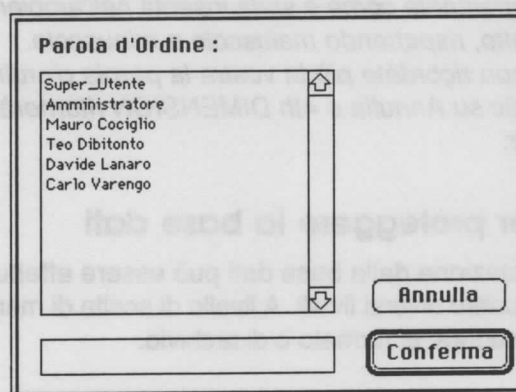 Parola d'Ordine :
Super_Utente
Amministratore
Mauro Cociglio
Teo Dibitonto
Davide Lanaro
Carlo Varengo
Annulla
Conferma